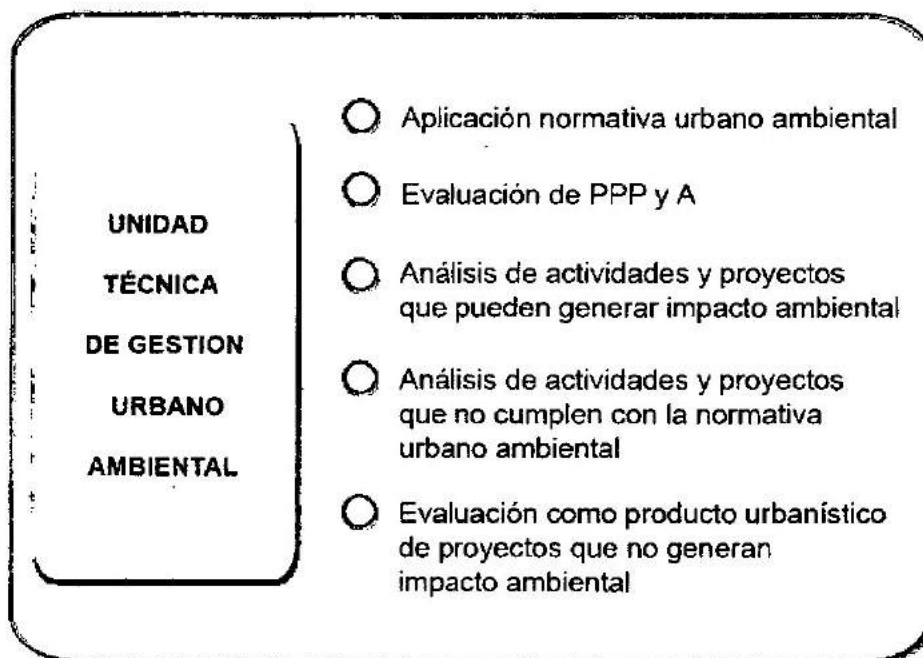 UNIDAD
TÉCNICA
DE GESTION
URBANO
AMBIENTAL
Aplicación normativa urbano ambiental
Evaluación de PPP y A
Análisis de actividades y proyectos
que pueden generar impacto ambiental
Análisis de actividades y proyectos
que no cumplen con la normativa
urbano ambiental
Evaluación como producto urbanístico
de proyectos que no generan
impacto ambiental